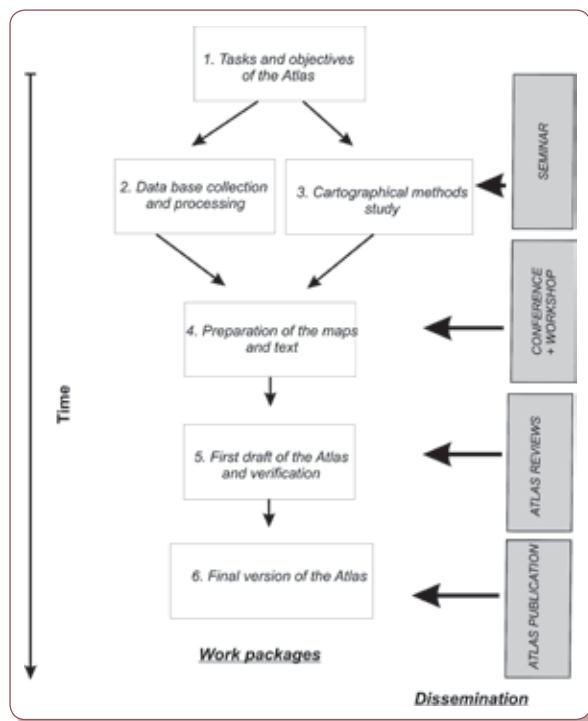 1. Tasks and objectives
of the Atlas
2. Data base collection
and processing
3. Cartographical methods
study
SEMINAR
4. Preparation of the maps
and text
CONFERENCE
+ WORKSHOP
Time
5. First draft of the Atlas
and verification
ATLAS REVIEWS
6. Final version of the Atlas
ATLAS PUBLICATION
Work packages
Dissemination